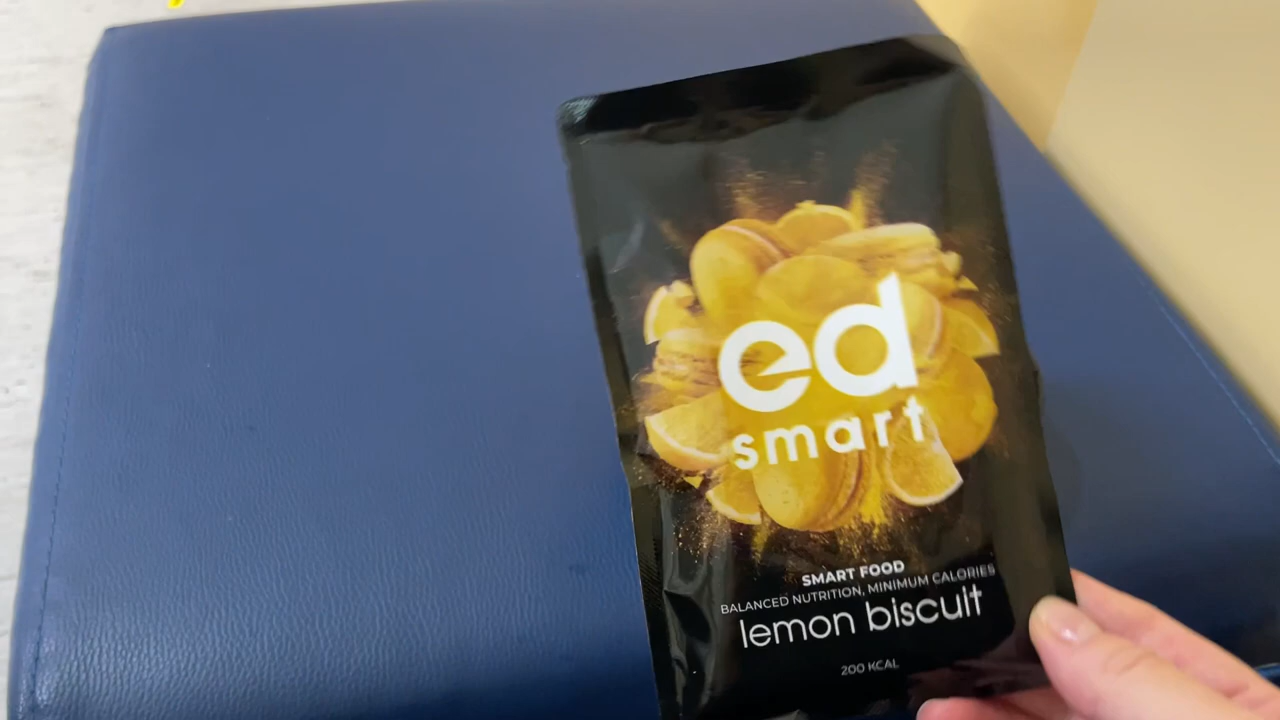 ed
smart
SMART FOOD
BALANCED NUTRITION, MINIMUM CALORIES
lemon biscuit
200 KCAL